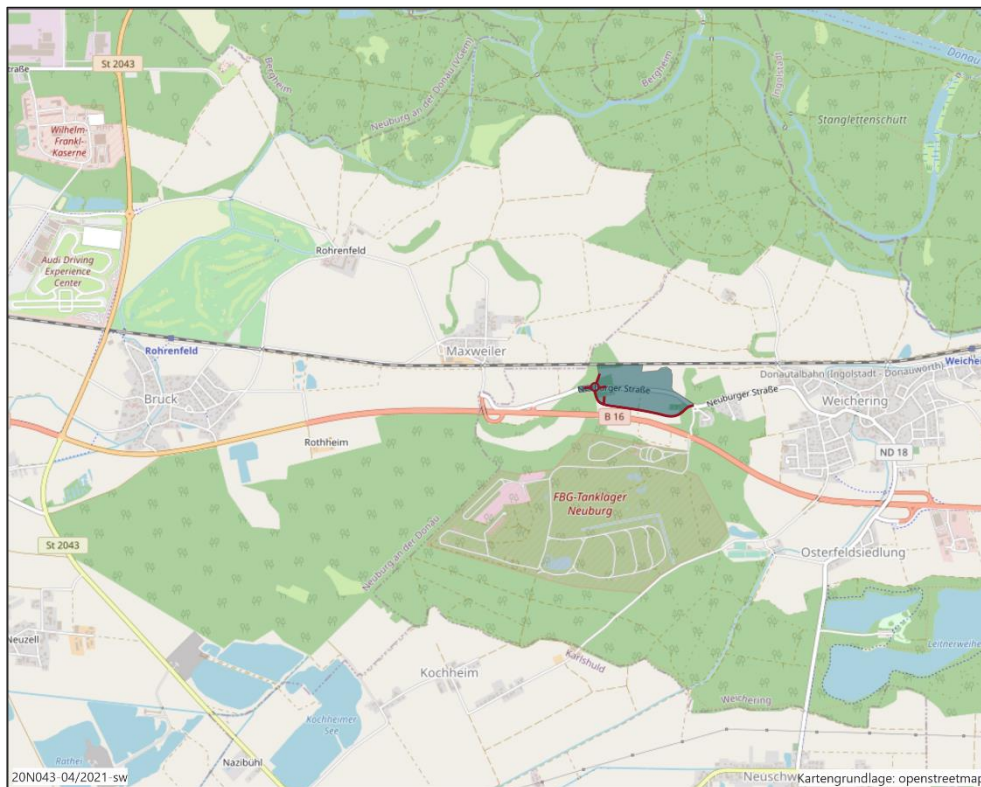 St 2043
Bergheim
Neuburg an der Donau (VGem)
Bergheim
Ingolstadt
Donau
Stanglettenschutt
Wilhelm-
Frankl-
Kaserne
Audi Driving
Experience
Center
Rohrenfeld
Rohrenfeld
Bruck
Maxweiler
Neuburger Straße
Neuburger Straße
Donautalbahn (Ingolstadt - Donauwörth)
Weichering
B 16
ND 18
Rothheim
FBG-Tanklager
Neuburg
St 2043
Neuburg an der Donau
Osterfeldsiedlung
Neuzell
Kochheim
Karlshuld
Weichering
Kochheimer
See
Nazibühl
20N043-04/2021-sw
Kartengrundlage: openstreetmap